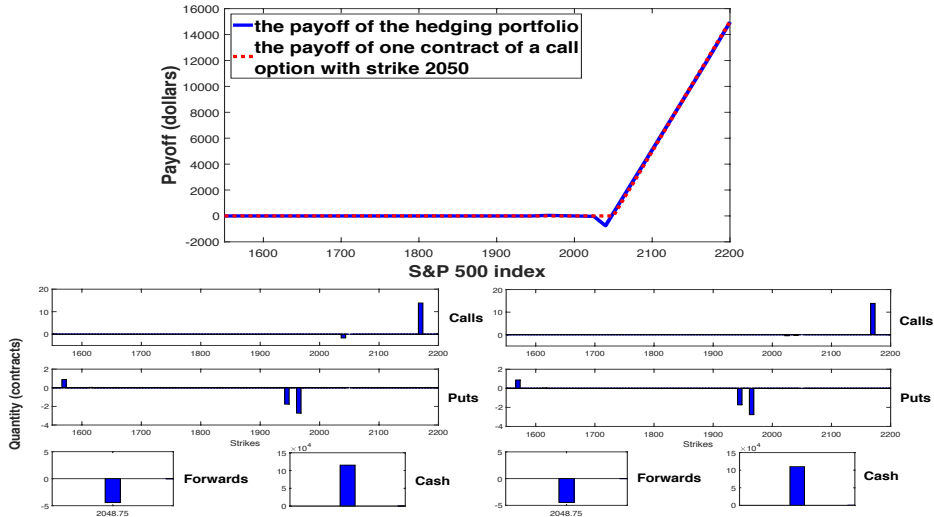 16000
14000
12000
10000
8000
6000
4000
2000
0
-2000
Payoff (dollars)
the payoff of the hedging portfolio
the payoff of one contract of a call
option with strike 2050
1600 1700 1800 1900 2000 2100 2200
S&P 500 index
Quantity (contracts)
20
10
0
1600 1700 1800 1900 2000 2100 2200
Calls
2
0
-2
-4
1600 1700 1800 1900 2000 2100 2200
Strikes
Puts
5
0
-5
2048.75
Forwards
×10^4
15
10
5
0
Cash
20
10
0
1600 1700 1800 1900 2000 2100 2200
Calls
2
0
-2
-4
1600 1700 1800 1900 2000 2100 2200
Strikes
Puts
5
0
-5
2048.75
Forwards
×10^4
15
10
5
0
Cash